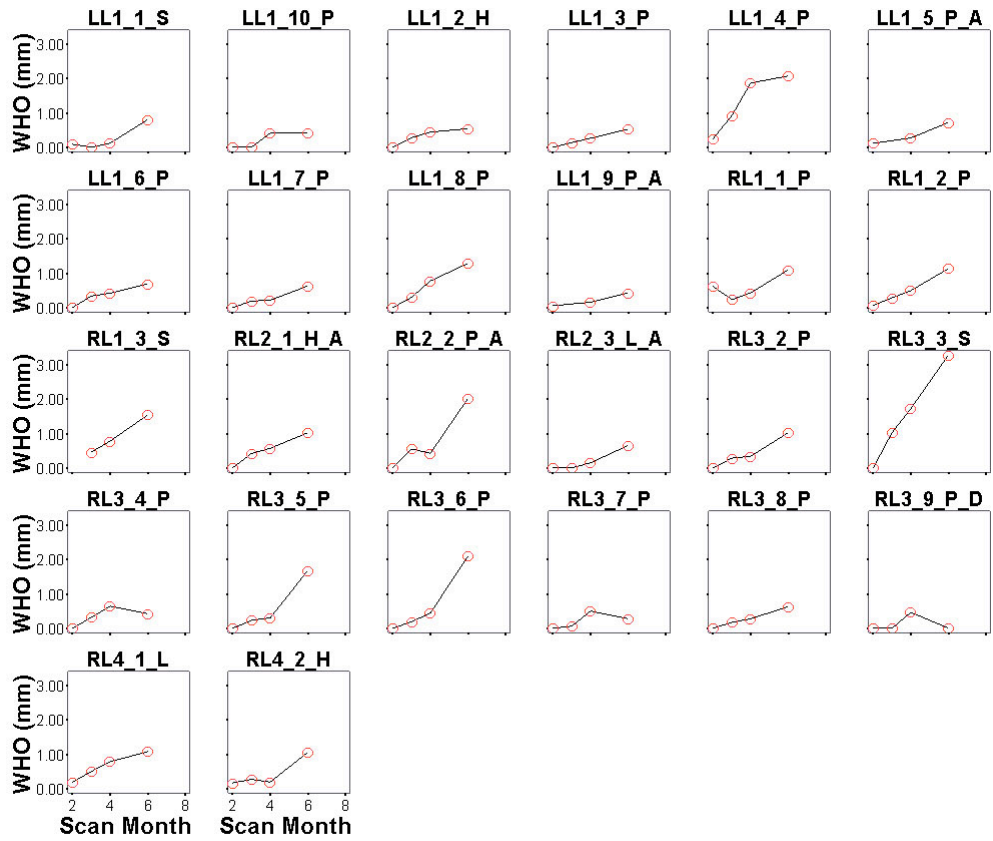 LL1_1_S LL1_10_P LL1_2_H LL1_3_P LL1_4_P LL1_5_P_A
WHO (mm)
3.00
2.00
1.00
0.00
LL1_6_P LL1_7_P LL1_8_P LL1_9_P_A RL1_1_P RL1_2_P
WHO (mm)
3.00
2.00
1.00
0.00
RL1_3_S RL2_1_H_A RL2_2_P_A RL2_3_L_A RL3_2_P RL3_3_S
WHO (mm)
3.00
2.00
1.00
0.00
RL3_4_P RL3_5_P RL3_6_P RL3_7_P RL3_8_P RL3_9_P_D
WHO (mm)
3.00
2.00
1.00
0.00
RL4_1_L RL4_2_H
WHO (mm)
3.00
2.00
1.00
0.00
2 4 6 8 2 4 6 8
Scan Month Scan Month